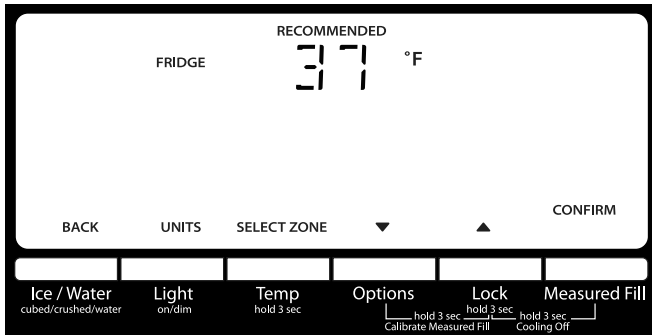 RECOMMENDED
FRIDGE 37 °F
BACK UNITS SELECT ZONE ▼ ▲ CONFIRM
Ice / Water Light Temp Options Lock Measured Fill
cubed/crushed/water on/dim hold 3 sec hold 3 sec hold 3 sec hold 3 sec
Calibrate Measured Fill Cooling Off